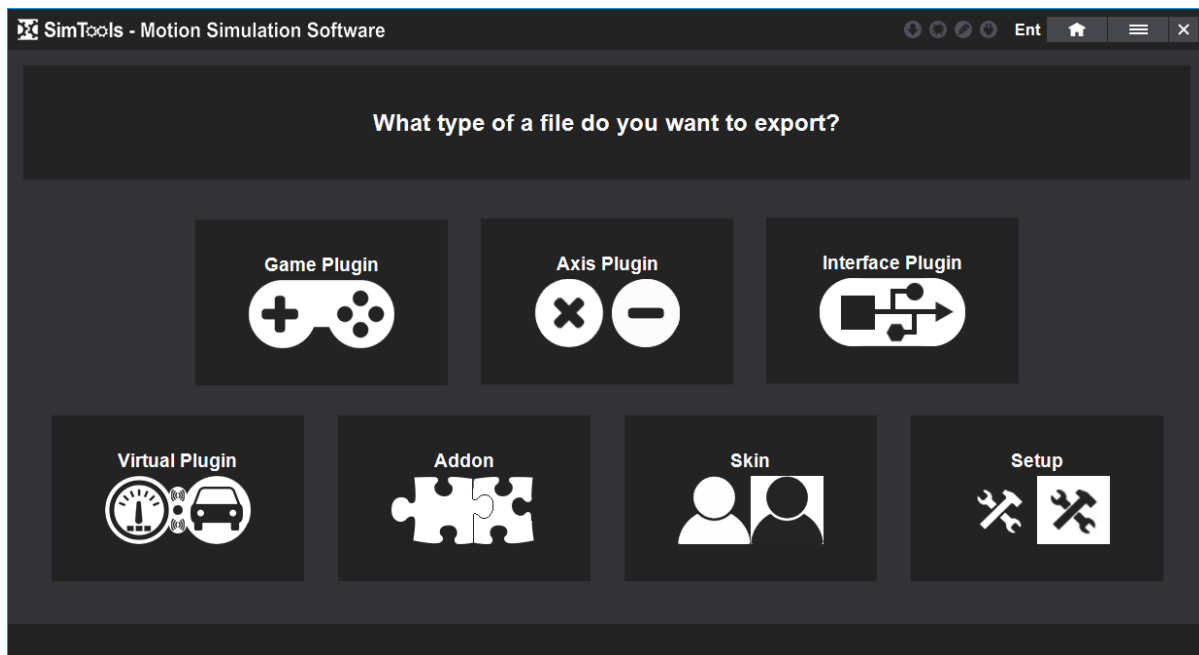 SimTools - Motion Simulation Software
Ent
What type of a file do you want to export?
Game Plugin
Axis Plugin
Interface Plugin
Virtual Plugin
Addon
Skin
Setup